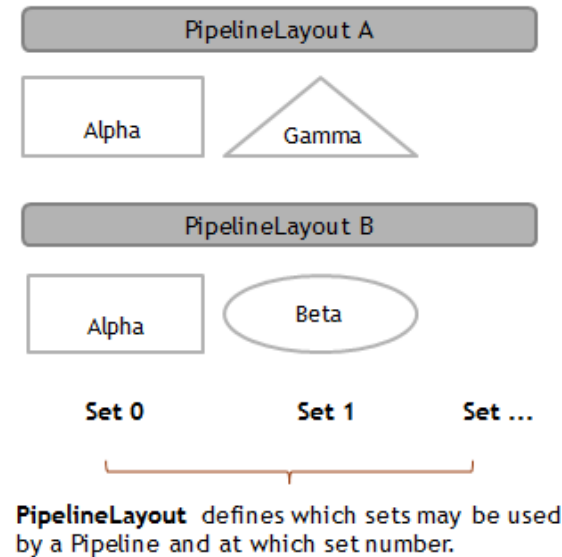 PipelineLayout A
Alpha
Gamma
PipelineLayout B
Alpha
Beta
Set 0 Set 1 Set ...
PipelineLayout defines which sets may be used
by a Pipeline and at which set number.